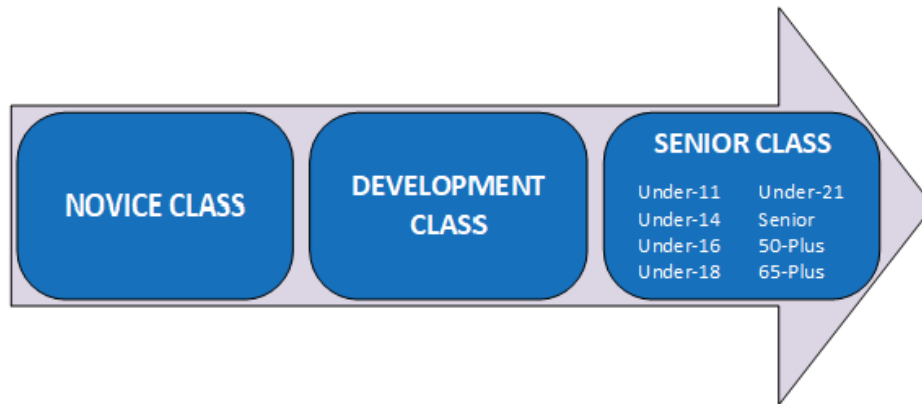 NOVICE CLASS
DEVELOPMENT
CLASS
SENIOR CLASS
Under-11 Under-21
Under-14 Senior
Under-16 50-Plus
Under-18 65-Plus